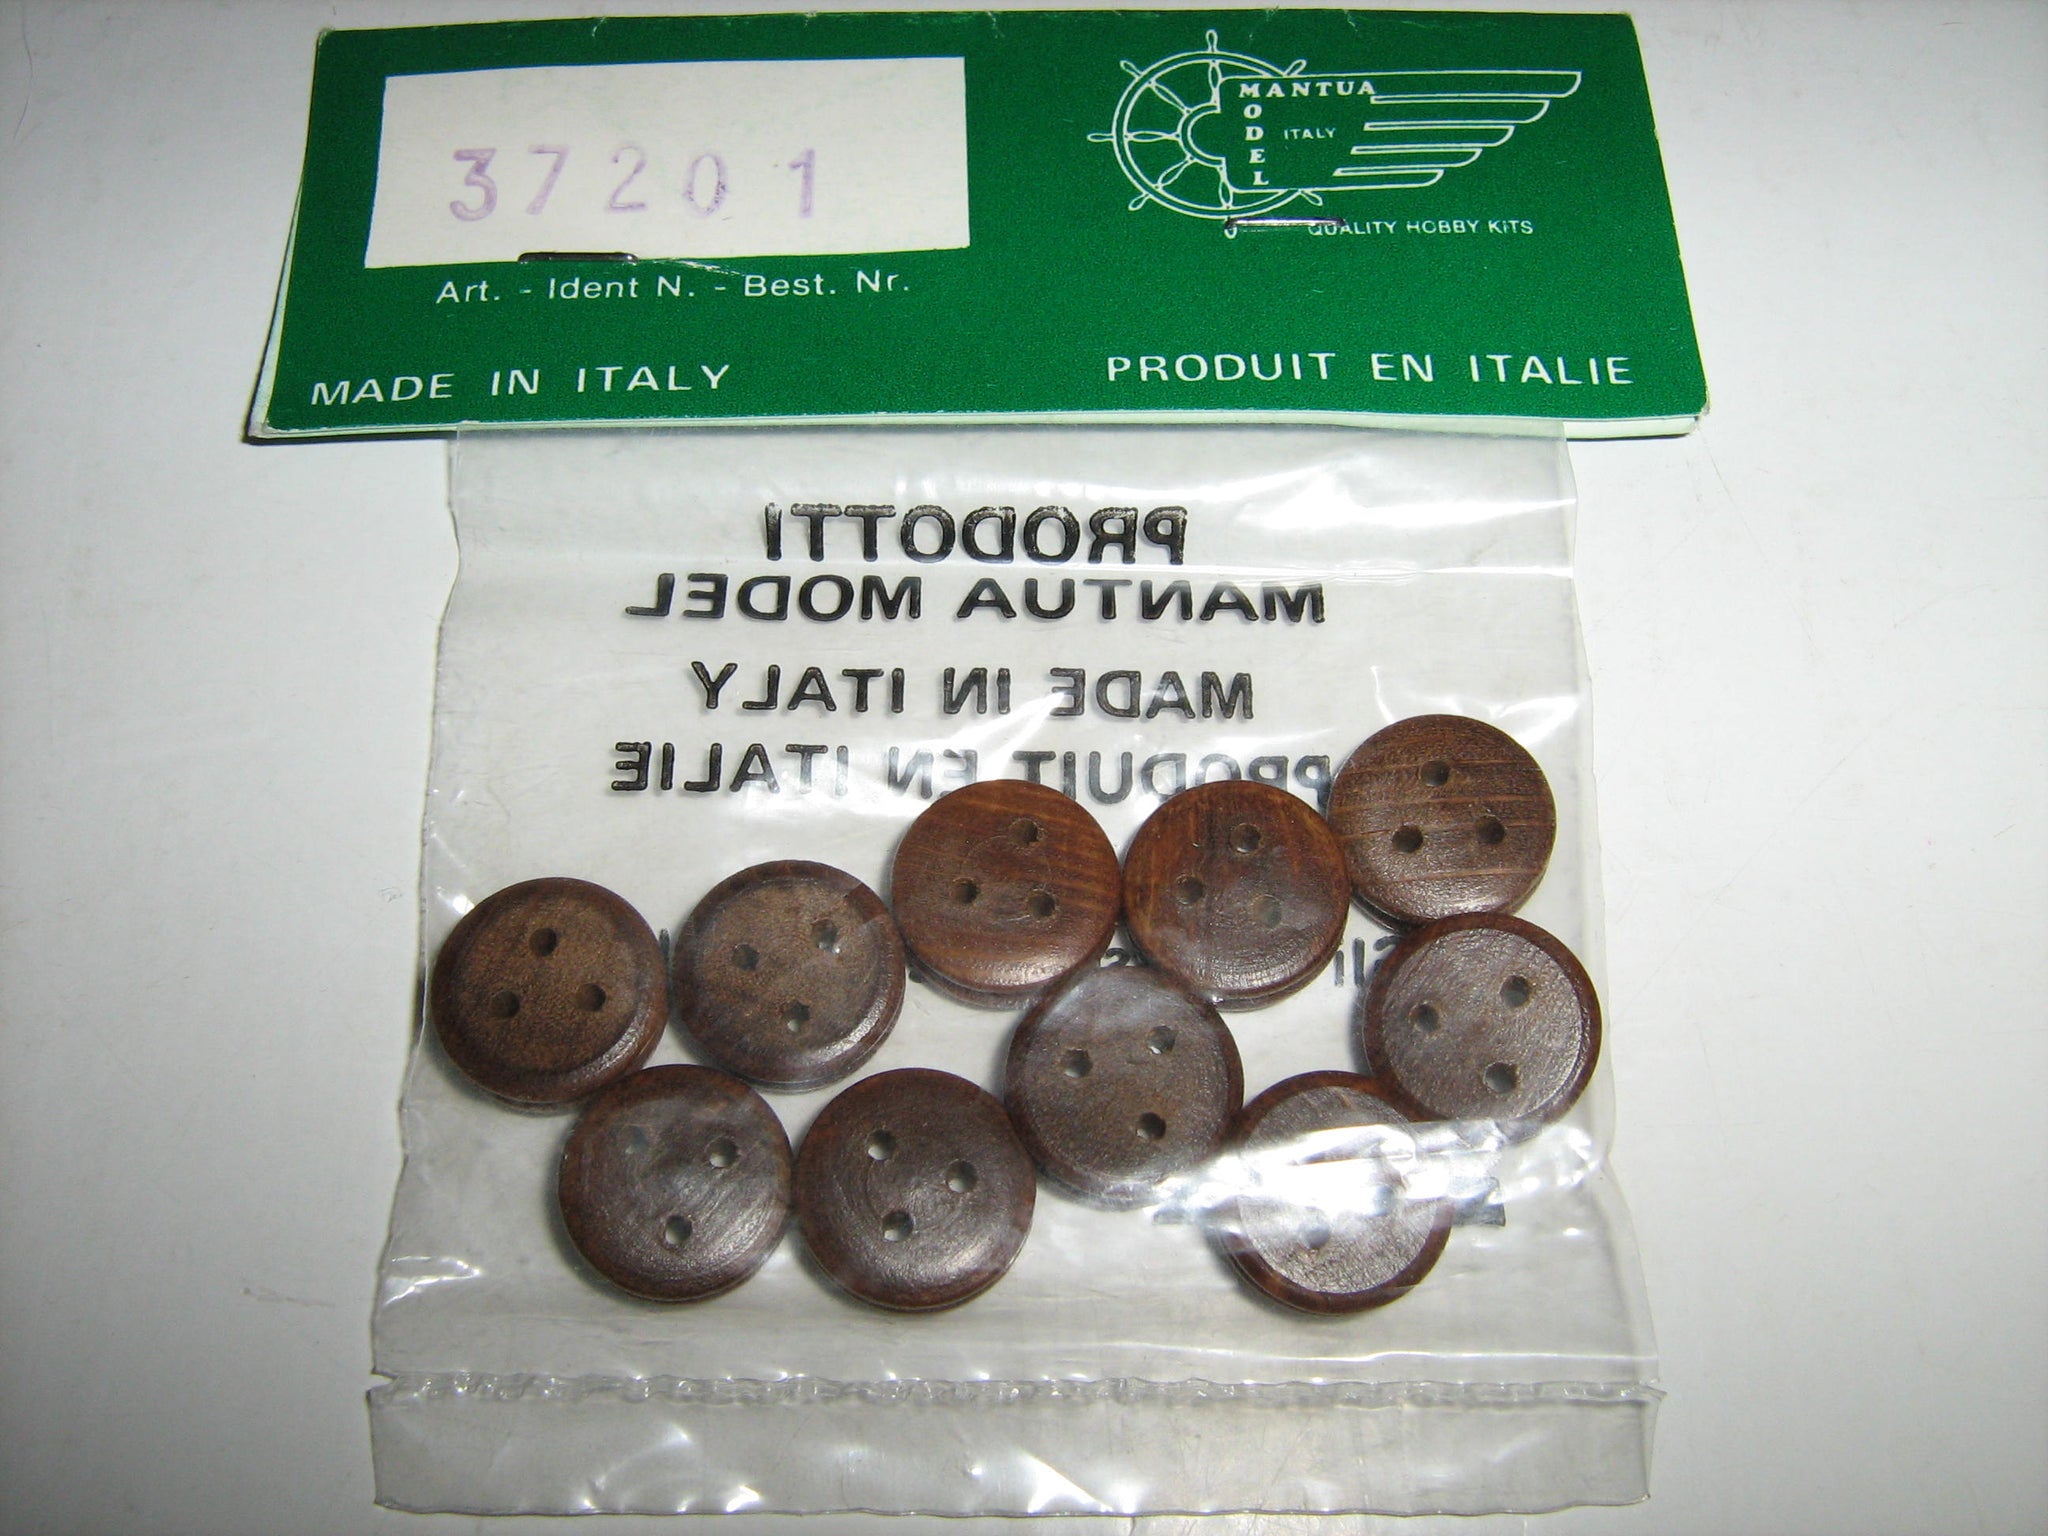 37201
Art. - Ident N. - Best. Nr.
MADE IN ITALY
MANTUA
MODEL
ITALY
QUALITY HOBBY KITS
PRODUIT EN ITALIE
PRODOTTI
MANTUA MODEL
MADE IN ITALY
PRODUIT EN ITALIE